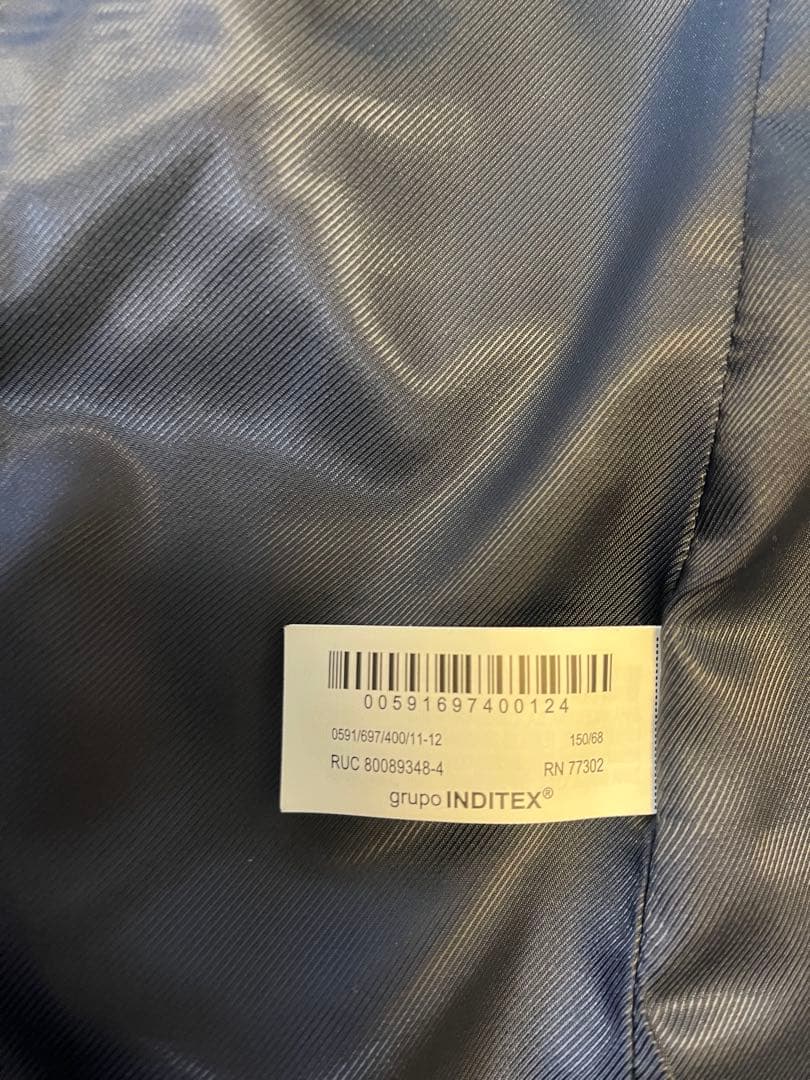 00591697400124
0591/697/400/11-12 150/68
RUC 80089348-4 RN 77302
grupo INDITEX®